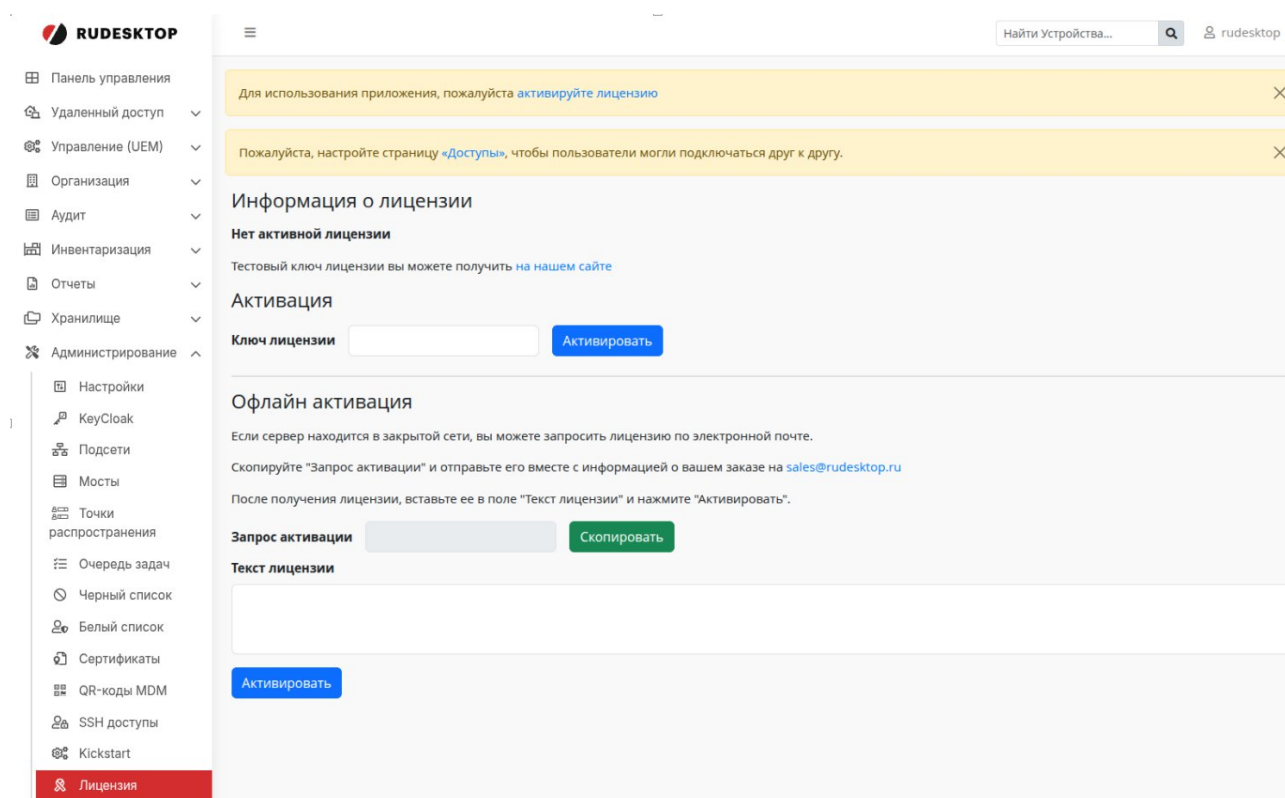 RUDESKTOP
Найти Устройства...
rudesktop
Панель управления
Удаленный доступ
Управление (UEM)
Организация
Аудит
Инвентаризация
Отчеты
Хранилище
Администрирование
Настройки
KeyCloak
Подсети
Мосты
Точки
распространения
Очередь задач
Черный список
Белый список
Сертификаты
QR-коды MDM
SSH доступы
Kickstart
Лицензия
Для использования приложения, пожалуйста активируйте лицензию
Пожалуйста, настройте страницу «Доступы», чтобы пользователи могли подключаться друг к другу.
Информация о лицензии
Нет активной лицензии
Тестовый ключ лицензии вы можете получить на нашем сайте
Активация
Ключ лицензии Активировать
Офлайн активация
Если сервер находится в закрытой сети, вы можете запросить лицензию по электронной почте.
Скопируйте "Запрос активации" и отправьте его вместе с информацией о вашем заказе на sales@rudesktop.ru
После получения лицензии, вставьте ее в поле "Текст лицензии" и нажмите "Активировать".
Запрос активации Скопировать
Текст лицензии
Активировать